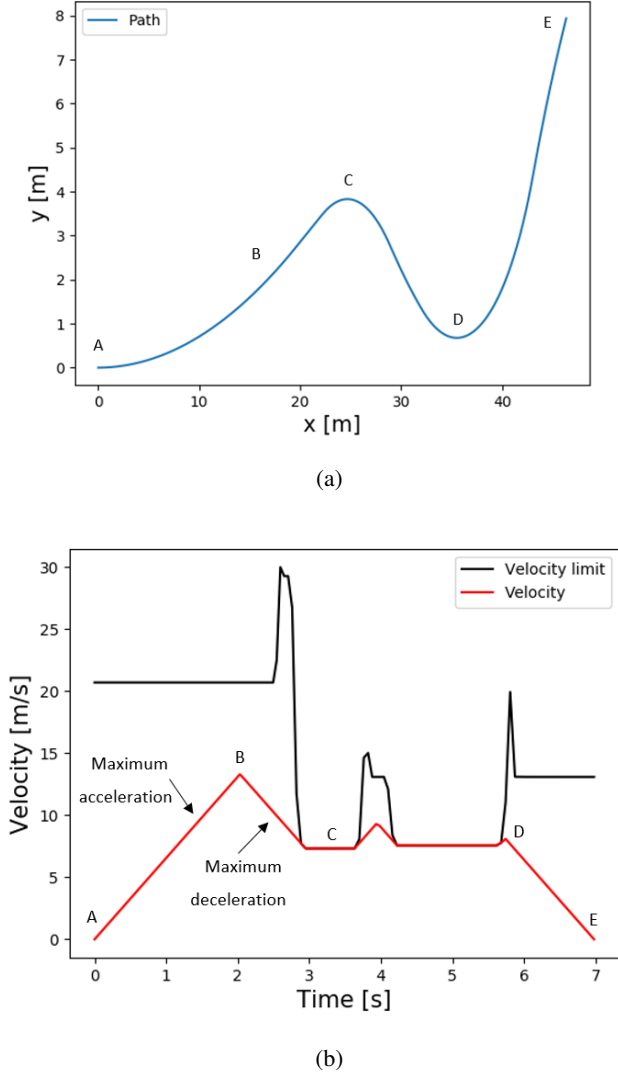 8
7
6
5
4
3
2
1
0
y [m]
Path
A
B
C
D
E
0
10
20
30
40
x [m]
(a)
30
25
20
15
10
5
0
Velocity [m/s]
Velocity limit
Velocity
Maximum
acceleration
B
Maximum
deceleration
A
C
D
E
0
1
2
3
4
5
6
7
Time [s]
(b)